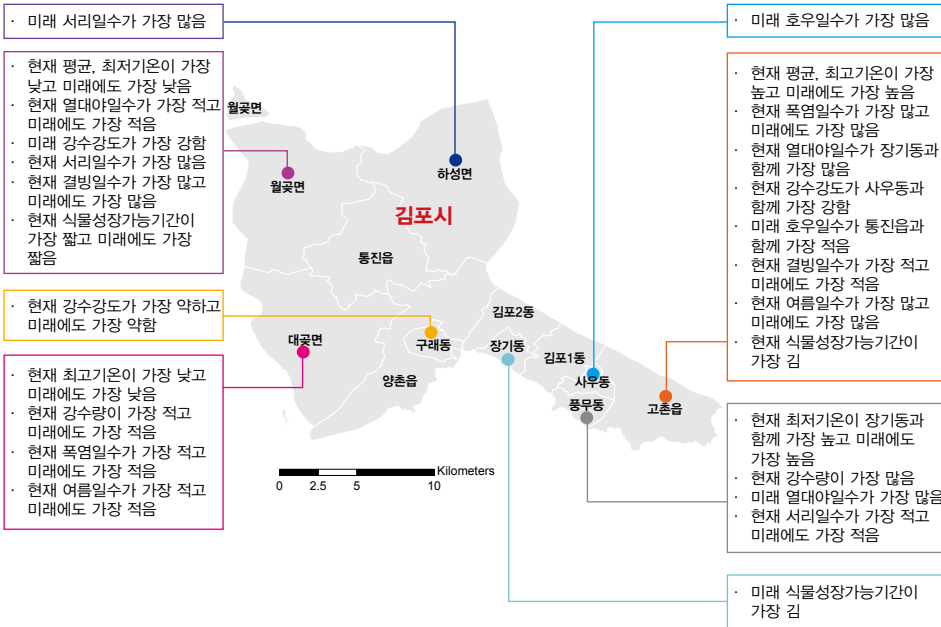 · 미래 서리일수가 가장 많음
· 현재 평균, 최저기온이 가장
낮고 미래에도 가장 낮음
· 현재 열대야일수가 가장 적고
미래에도 가장 적음
· 미래 강수강도가 가장 강함
· 현재 서리일수가 가장 많음
· 현재 결빙일수가 가장 많고
미래에도 가장 많음
· 현재 식물성장가능기간이
가장 짧고 미래에도 가장
짧음
· 현재 강수강도가 가장 약하고
미래에도 가장 약함
· 현재 최고기온이 가장 낮고
미래에도 가장 낮음
· 현재 강수량이 가장 적고
미래에도 가장 적음
· 현재 폭염일수가 가장 적고
미래에도 가장 적음
· 현재 여름일수가 가장 적고
미래에도 가장 적음
월곶면
월곶면
하성면
김포시
통진읍
김포2동
대곶면
구래동
장기동
김포1동
양촌읍
사우동
풍무동
고촌읍
Kilometers
0 2.5 5 10
· 미래 호우일수가 가장 많음
· 현재 평균, 최고기온이 가장
높고 미래에도 가장 높음
· 현재 폭염일수가 가장 많고
미래에도 가장 많음
· 현재 열대야일수가 장기동과
함께 가장 많음
· 현재 강수강도가 사우동과
함께 가장 강함
· 미래 호우일수가 통진읍과
함께 가장 적음
· 현재 결빙일수가 가장 적고
미래에도 가장 적음
· 현재 여름일수가 가장 많고
미래에도 가장 많음
· 현재 식물성장가능기간이
가장 김
· 현재 최저기온이 장기동과
함께 가장 높고 미래에도
가장 높음
· 현재 강수량이 가장 많음
· 미래 열대야일수가 가장 많음
· 현재 서리일수가 가장 적고
미래에도 가장 적음
· 미래 식물성장가능기간이
가장 김